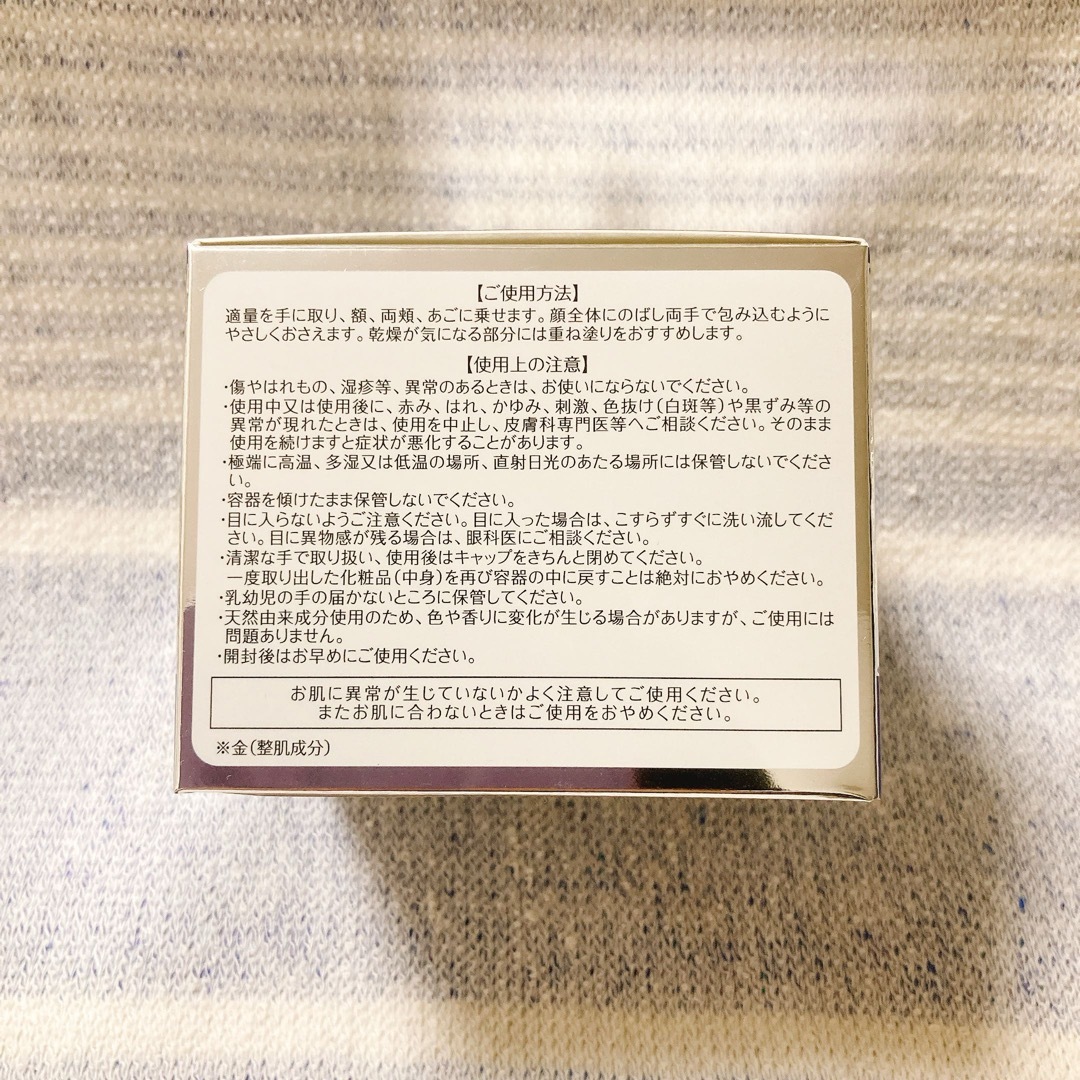 【ご使用方法】
適量を手に取り、額、両頬、あごに乗せます。顔全体にのばし両手で包み込むように
やさしくおさえます。乾燥が気になる部分には重ね塗りをおすすめします。
【使用上の注意】
・傷やはれもの、湿疹等、異常のあるときは、お使いにならないでください。
・使用中又は使用後に、赤み、はれ、かゆみ、刺激、色抜け(白斑等)や黒ずみ等の
異常が現れたときは、使用を中止し、皮膚科専門医等へご相談ください。そのまま
使用を続けますと症状が悪化することがあります。
・極端に高温、多湿又は低温の場所、直射日光のあたる場所には保管しないでくださ
い。
・容器を傾けたまま保管しないでください。
・目に入らないようご注意ください。目に入った場合は、こすらずすぐに洗い流してくだ
さい。目に異物感が残る場合は、眼科医にご相談ください。
・清潔な手で取り扱い、使用後はキャップをきちんと閉めてください。
一度取り出した化粧品(中身)を再び容器の中に戻すことは絶対におやめください。
・乳幼児の手の届かないところに保管してください。
・天然由来成分使用のため、色や香りに変化が生じる場合がありますが、ご使用には
問題ありません。
・開封後はお早めにご使用ください。
お肌に異常が生じていないかよく注意してご使用ください。
またお肌に合わないときはご使用をおやめください。
※金(整肌成分)